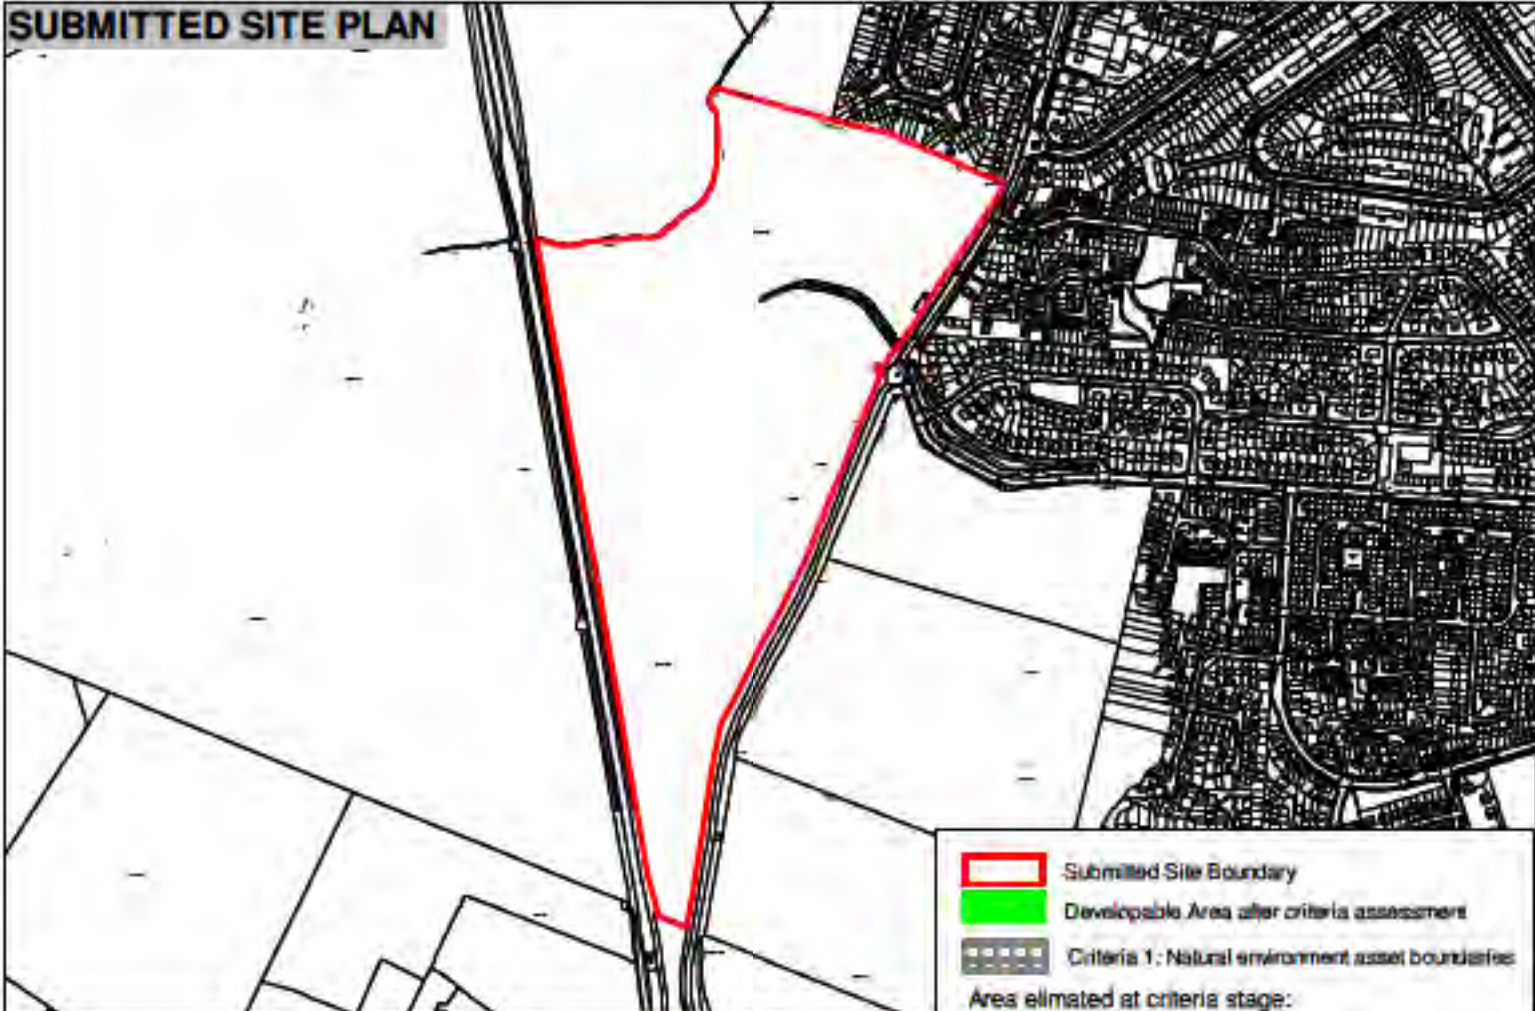 SUBMITTED SITE PLAN
Submitted Site Boundary
Developable Area after criteria assessment
Criteria 1: Natural environment asset boundaries
Area elimated at criteria stage: